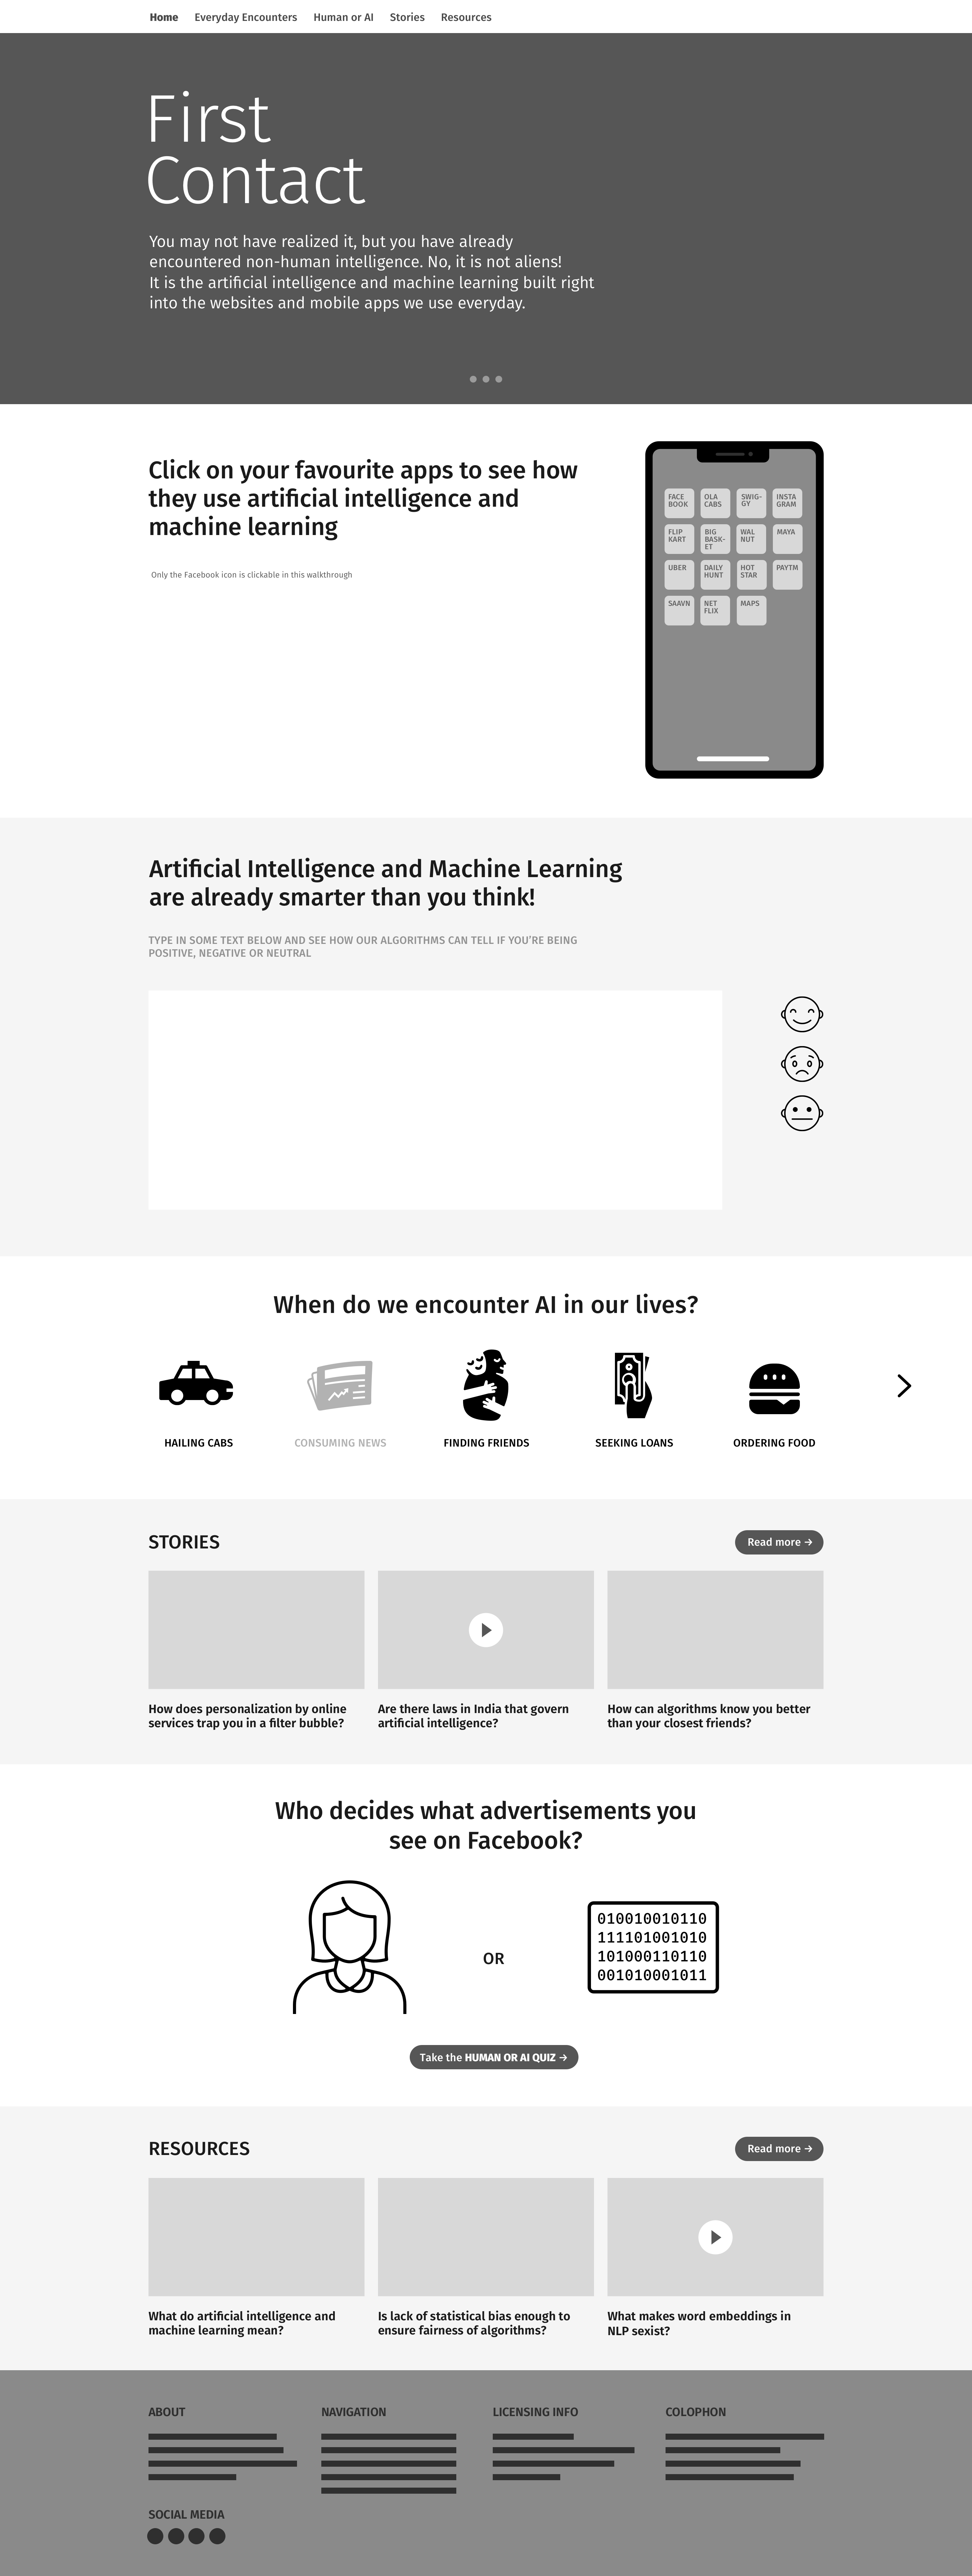 Home Everyday Encounters Human or AI Stories Resources
First
Contact
You may not have realized it, but you have already
encountered non-human intelligence. No, it is not aliens!
It is the artificial intelligence and machine learning built right
into the websites and mobile apps we use everyday.
Click on your favourite apps to see how
they use artificial intelligence and
machine learning
Only the Facebook icon is clickable in this walkthrough
FACE
BOOK
OLA
CABS
SWIG-
GY
INSTA
GRAM
FLIP
KART
BIG
BASK-
ET
WAL
NUT
MAYA
UBER
DAILY
HUNT
HOT
STAR
PAYTM
SAAVN
NET
FLIX
MAPS
Artificial Intelligence and Machine Learning
are already smarter than you think!
TYPE IN SOME TEXT BELOW AND SEE HOW OUR ALGORITHMS CAN TELL IF YOU’RE BEING
POSITIVE, NEGATIVE OR NEUTRAL
When do we encounter AI in our lives?
HAILING CABS
CONSUMING NEWS
FINDING FRIENDS
SEEKING LOANS
ORDERING FOOD
STORIES
Read more →
How does personalization by online
services trap you in a filter bubble?
Are there laws in India that govern
artificial intelligence?
How can algorithms know you better
than your closest friends?
Who decides what advertisements you
see on Facebook?
OR
010010010110
111101001010
101000110110
001010001011
Take the HUMAN OR AI QUIZ →
RESOURCES
Read more →
What do artificial intelligence and
machine learning mean?
Is lack of statistical bias enough to
ensure fairness of algorithms?
What makes word embeddings in
NLP sexist?
ABOUT
NAVIGATION
LICENSING INFO
COLOPHON
SOCIAL MEDIA